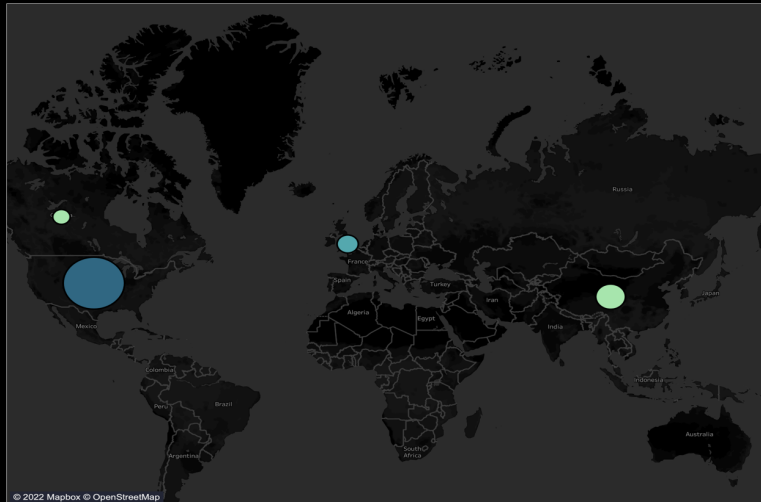 Russia
France
Spain
Turkey
Japan
Iran
Algeria
Egypt
India
Mexico
Colombia
Indonesia
Peru
Brazil
Australia
South
Africa
Argentina
© 2022 Mapbox © OpenStreetMap